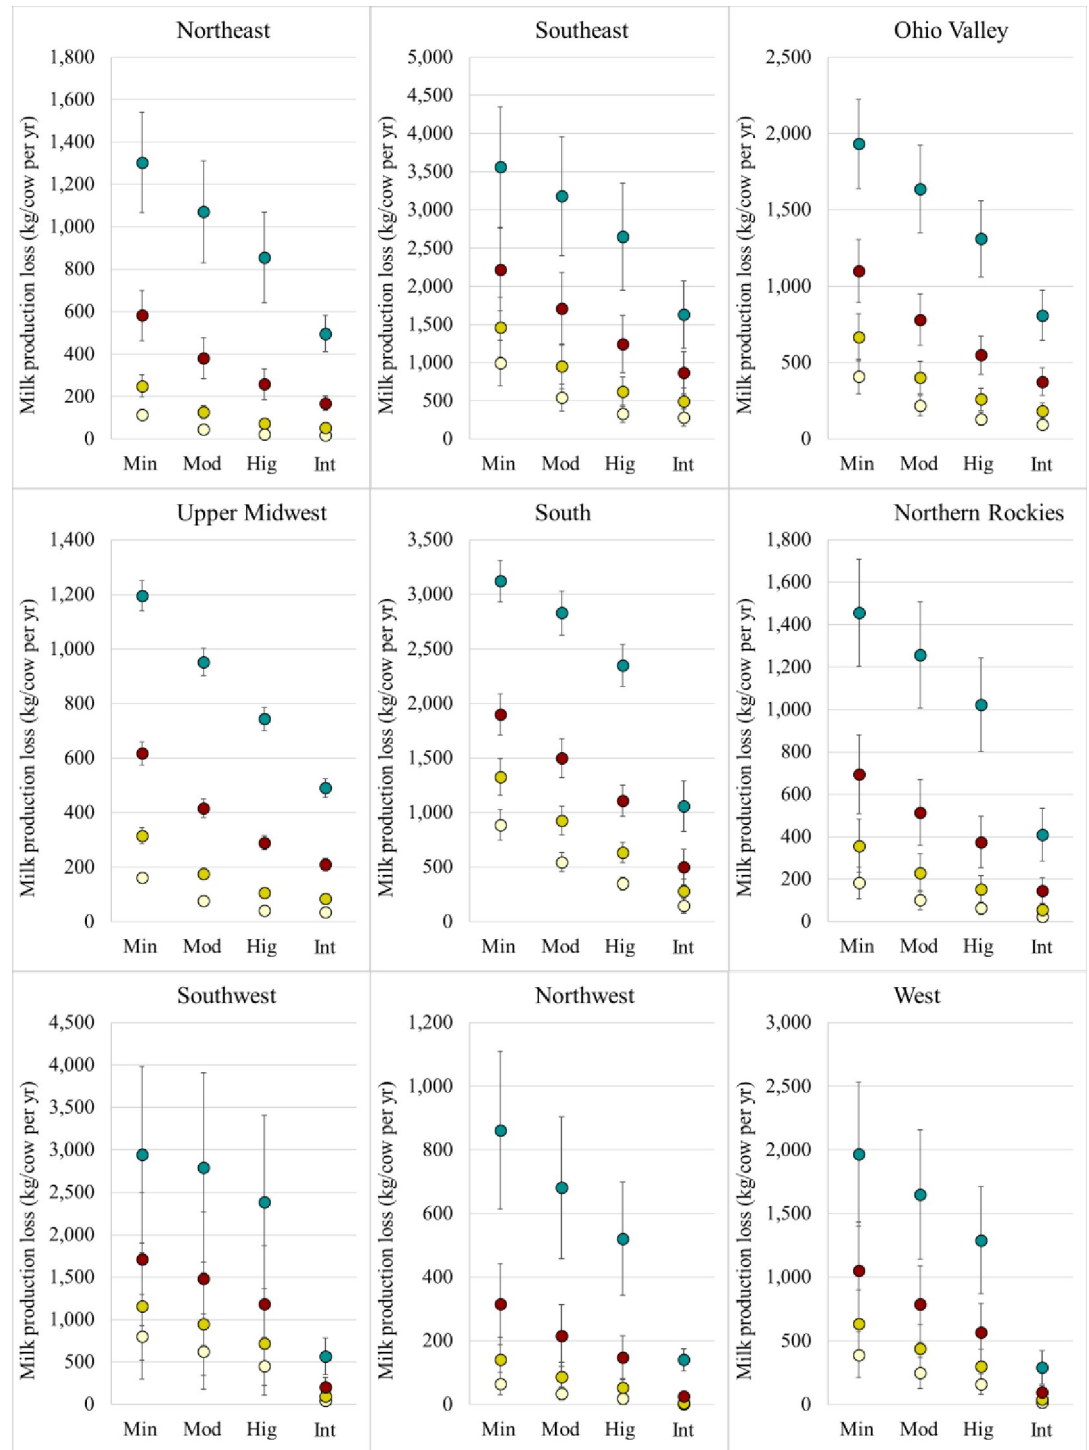 Northeast
Milk production loss (kg/cow per yr)
1,800
1,600
1,400
1,200
1,000
800
600
400
200
0
Min Mod Hig Int
Southeast
Milk production loss (kg/cow per yr)
5,000
4,500
4,000
3,500
3,000
2,500
2,000
1,500
1,000
500
0
Min Mod Hig Int
Ohio Valley
Milk production loss (kg/cow per yr)
2,500
2,000
1,500
1,000
500
0
Min Mod Hig Int
Upper Midwest
Milk production loss (kg/cow per yr)
1,400
1,200
1,000
800
600
400
200
0
Min Mod Hig Int
South
Milk production loss (kg/cow per yr)
3,500
3,000
2,500
2,000
1,500
1,000
500
0
Min Mod Hig Int
Northern Rockies
Milk production loss (kg/cow per yr)
1,800
1,600
1,400
1,200
1,000
800
600
400
200
0
Min Mod Hig Int
Southwest
Milk production loss (kg/cow per yr)
4,500
4,000
3,500
3,000
2,500
2,000
1,500
1,000
500
0
Min Mod Hig Int
Northwest
Milk production loss (kg/cow per yr)
1,200
1,000
800
600
400
200
0
Min Mod Hig Int
West
Milk production loss (kg/cow per yr)
3,000
2,500
2,000
1,500
1,000
500
0
Min Mod Hig Int